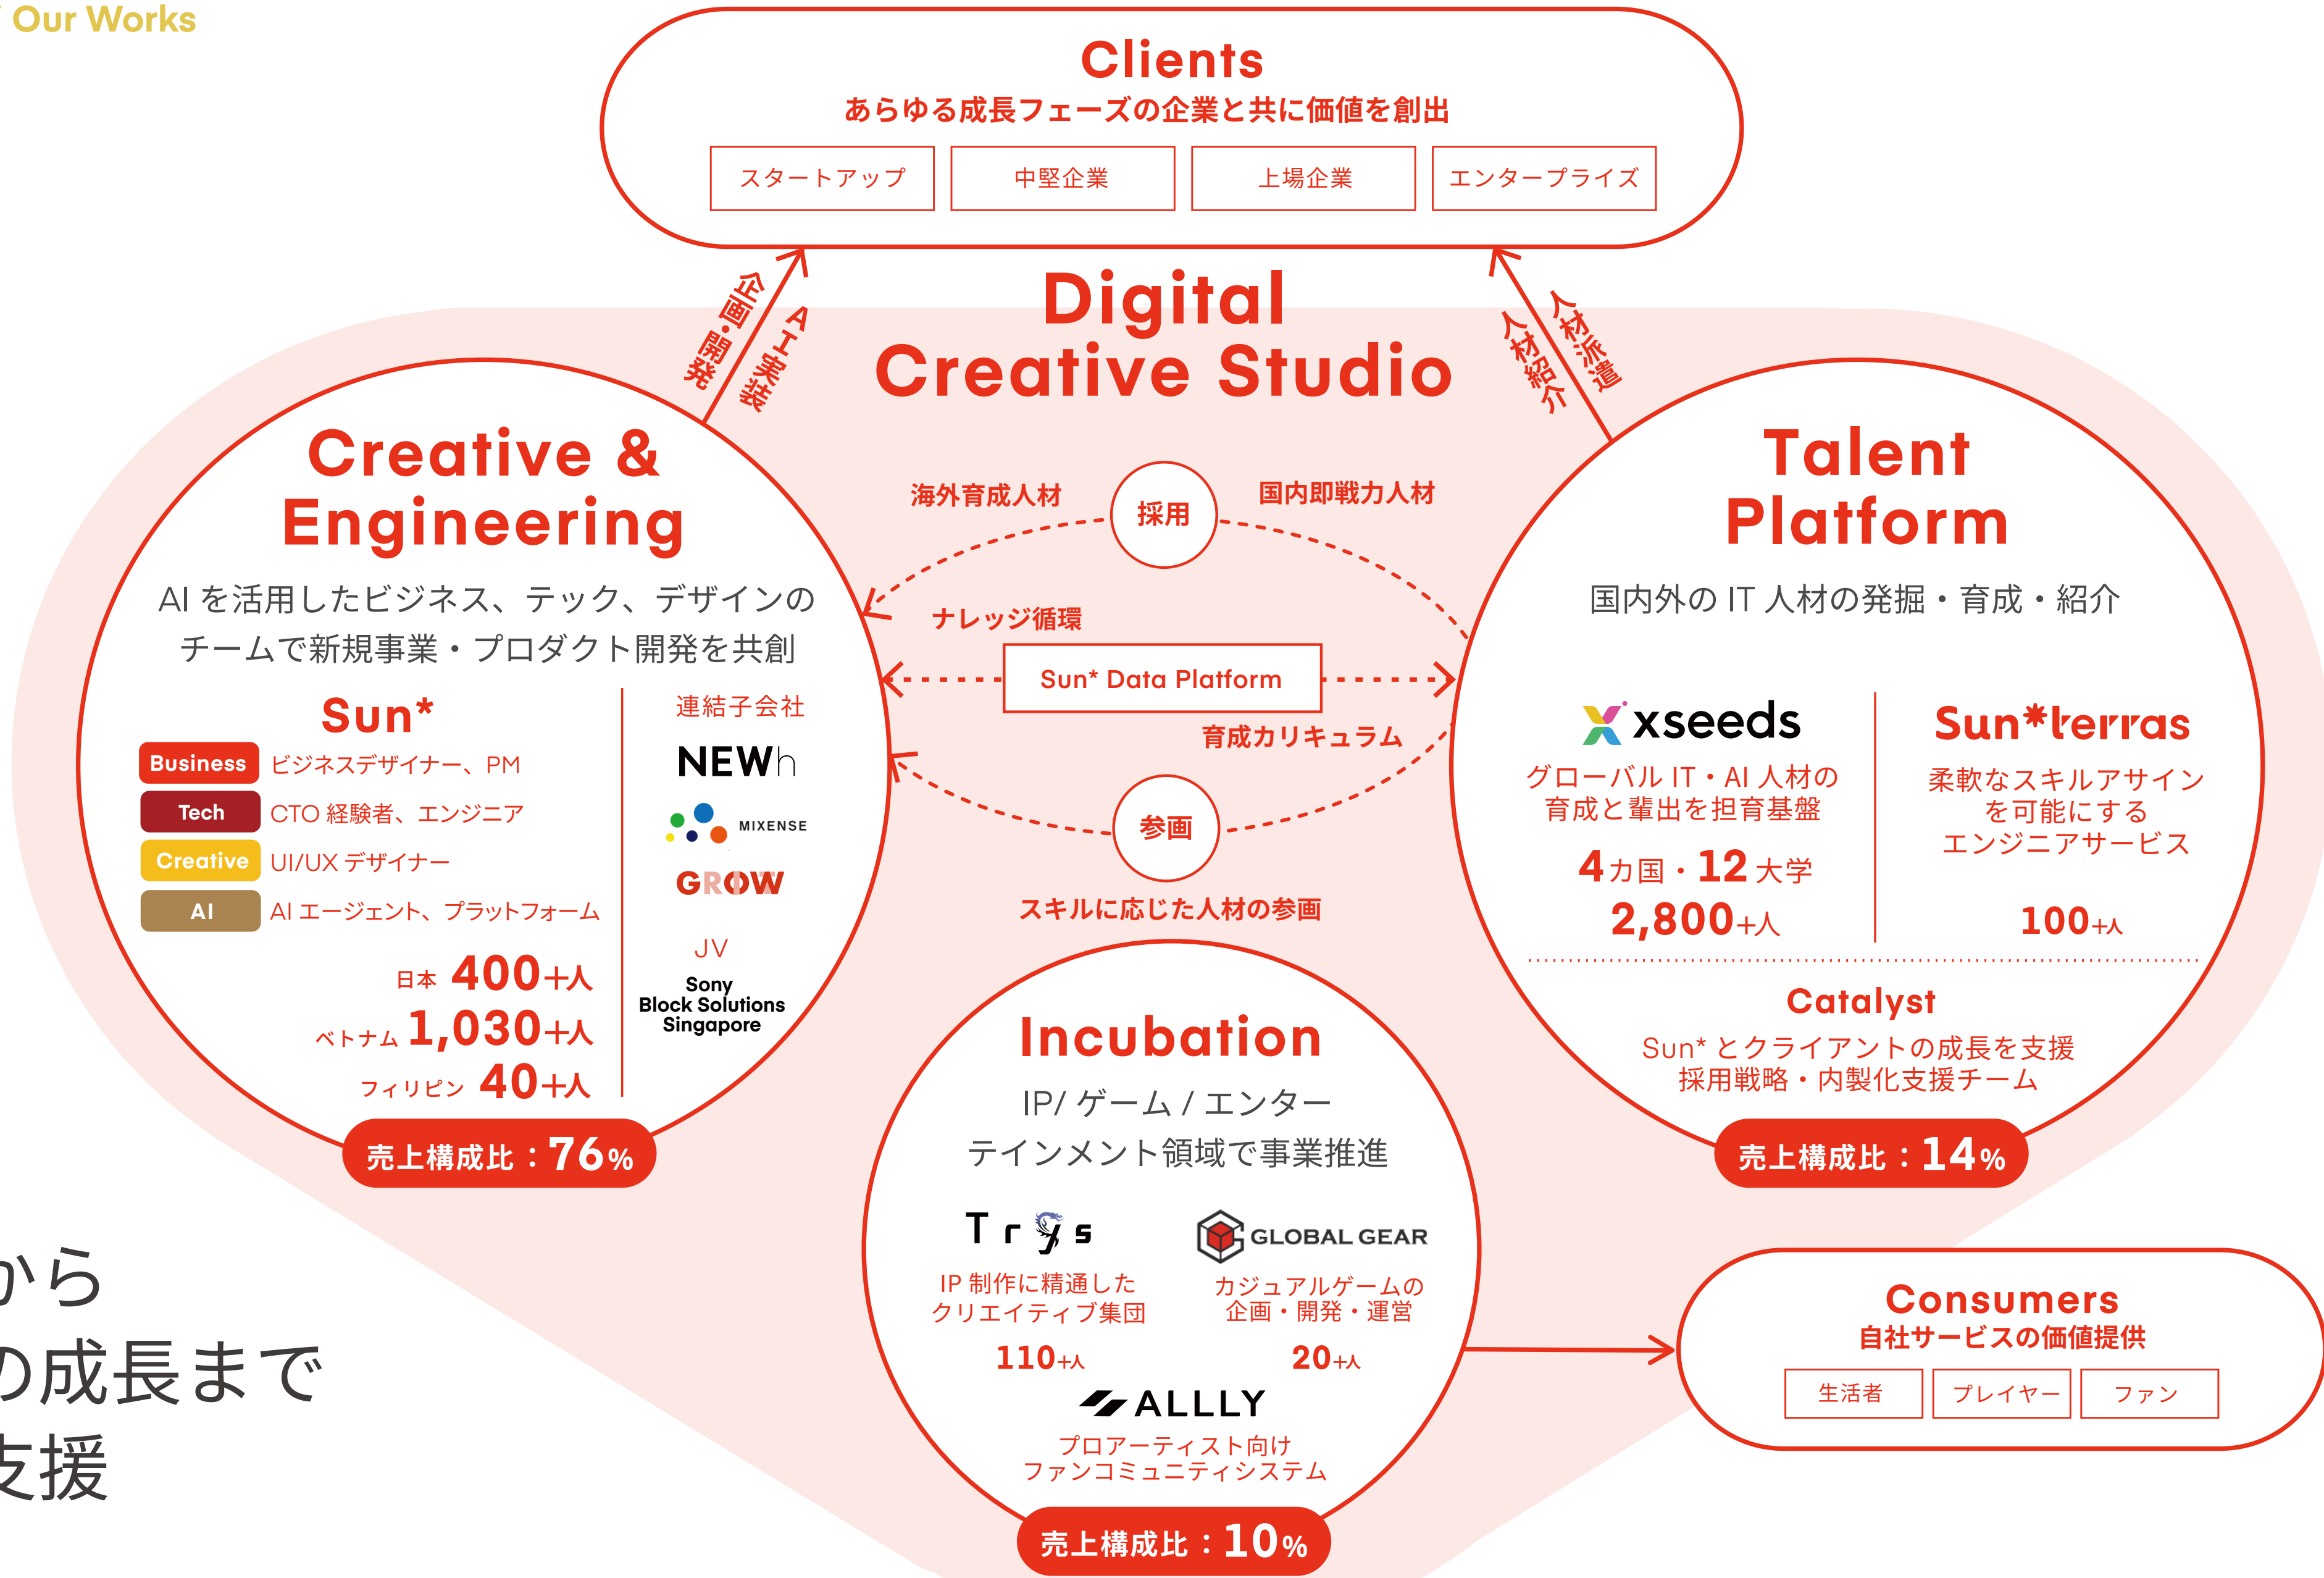 Our Works
Clients
あらゆる成長フェーズの企業と共に価値を創出
スタートアップ
中堅企業
上場企業
エンタープライズ
企画・開発
AI実装
Digital
Creative Studio
人材紹介
人材派遣
Creative &
Engineering
AI を活用したビジネス、テック、デザインの
チームで新規事業・プロダクト開発を共創
Sun*
Business ビジネスデザイナー、PM
Tech CTO 経験者、エンジニア
Creative UI/UX デザイナー
AI AI エージェント、プラットフォーム
日本 400+人
ベトナム 1,030+人
フィリピン 40+人
連結子会社
NEWh
MIXENSE
GROW
JV
Sony
Block Solutions
Singapore
売上構成比：76%
海外育成人材
採用
国内即戦力人材
ナレッジ循環
Sun* Data Platform
育成カリキュラム
参画
スキルに応じた人材の参画
Talent
Platform
国内外の IT 人材の発掘・育成・紹介
xseeds
グローバル IT・AI 人材の
育成と輩出を担育基盤
4カ国・12大学
2,800+人
Sun*terras
柔軟なスキルアサイン
を可能にする
エンジニアサービス
100+人
Catalyst
Sun* とクライアントの成長を支援
採用戦略・内製化支援チーム
売上構成比：14%
Incubation
IP/ ゲーム / エンター
テインメント領域で事業推進
Trys
IP 制作に精通した
クリエイティブ集団
110+人
GLOBAL GEAR
カジュアルゲームの
企画・開発・運営
20+人
ALLLY
プロアーティスト向け
ファンコミュニティシステム
売上構成比：10%
Consumers
自社サービスの価値提供
生活者
プレイヤー
ファン
から
の成長まで
支援